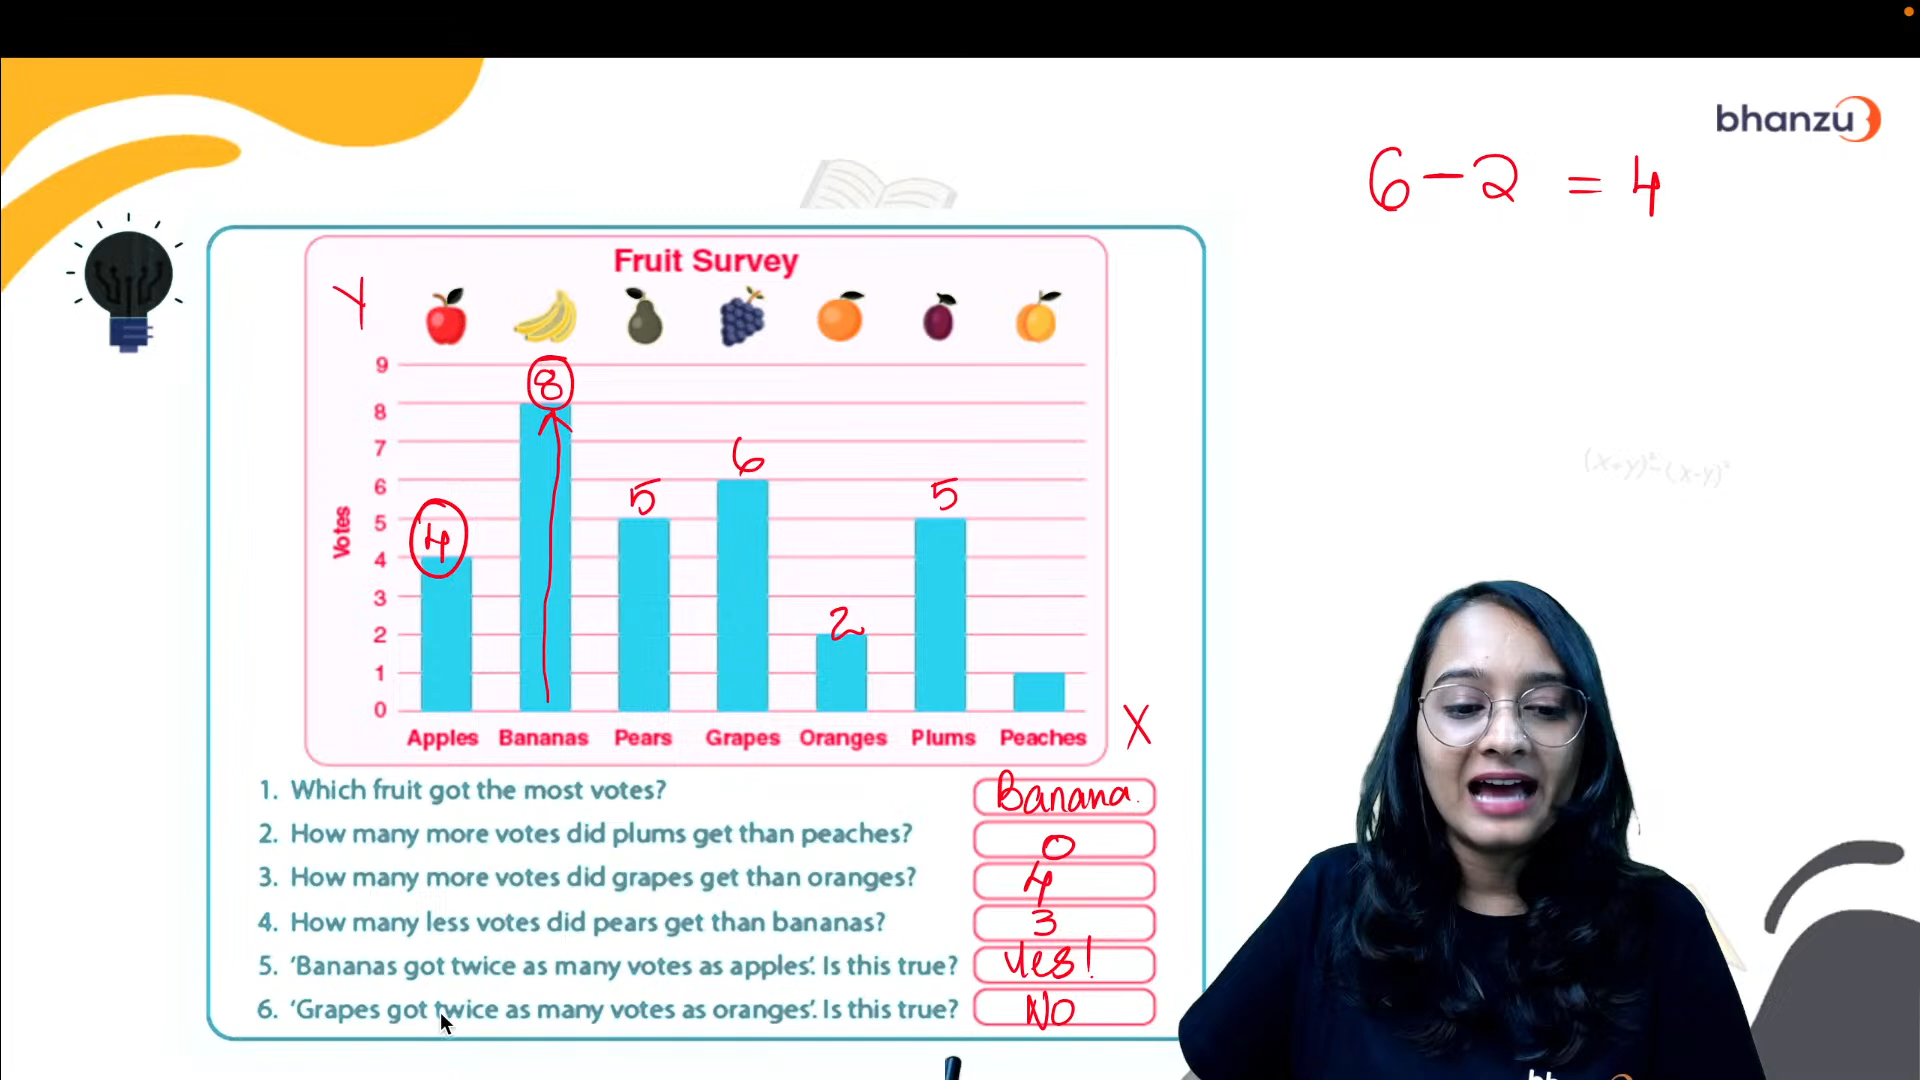 bhanzu
6 - 2 = 4
Fruit Survey
Y
9
8
8
7
6
6
5
5
5
4
4
3
2
2
1
0
Votes
Apples Bananas Pears Grapes Oranges Plums Peaches
X
1. Which fruit got the most votes? Banana.
2. How many more votes did plums get than peaches? 0
3. How many more votes did grapes get than oranges? 4
4. How many less votes did pears get than bananas? 3
5. 'Bananas got twice as many votes as apples'. Is this true? Yes!
6. 'Grapes got twice as many votes as oranges'. Is this true? NO
(x+y)²-(x-y)²